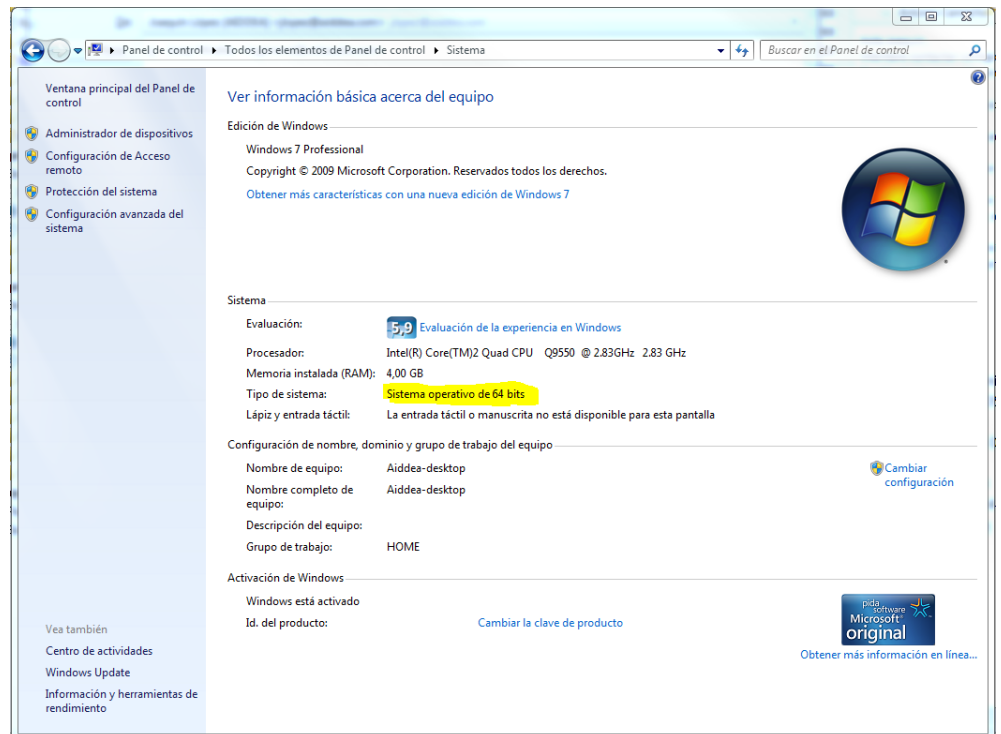 Panel de control ▸ Todos los elementos de Panel de control ▸ Sistema
Buscar en el Panel de control
Ventana principal del Panel de
control
Administrador de dispositivos
Configuración de Acceso
remoto
Protección del sistema
Configuración avanzada del
sistema
Ver información básica acerca del equipo
Edición de Windows
Windows 7 Professional
Copyright © 2009 Microsoft Corporation. Reservados todos los derechos.
Obtener más características con una nueva edición de Windows 7
Sistema
Evaluación: 5,9 Evaluación de la experiencia en Windows
Procesador: Intel(R) Core(TM)2 Quad CPU Q9550 @ 2.83GHz 2.83 GHz
Memoria instalada (RAM): 4,00 GB
Tipo de sistema: Sistema operativo de 64 bits
Lápiz y entrada táctil: La entrada táctil o manuscrita no está disponible para esta pantalla
Configuración de nombre, dominio y grupo de trabajo del equipo
Nombre de equipo: Aiddea-desktop
Cambiar
configuración
Nombre completo de
equipo:
Aiddea-desktop
Descripción del equipo:
Grupo de trabajo: HOME
Activación de Windows
Windows está activado
Id. del producto: Cambiar la clave de producto
pida
software
Microsoft®
original
Obtener más información en línea...
Vea también
Centro de actividades
Windows Update
Información y herramientas de
rendimiento